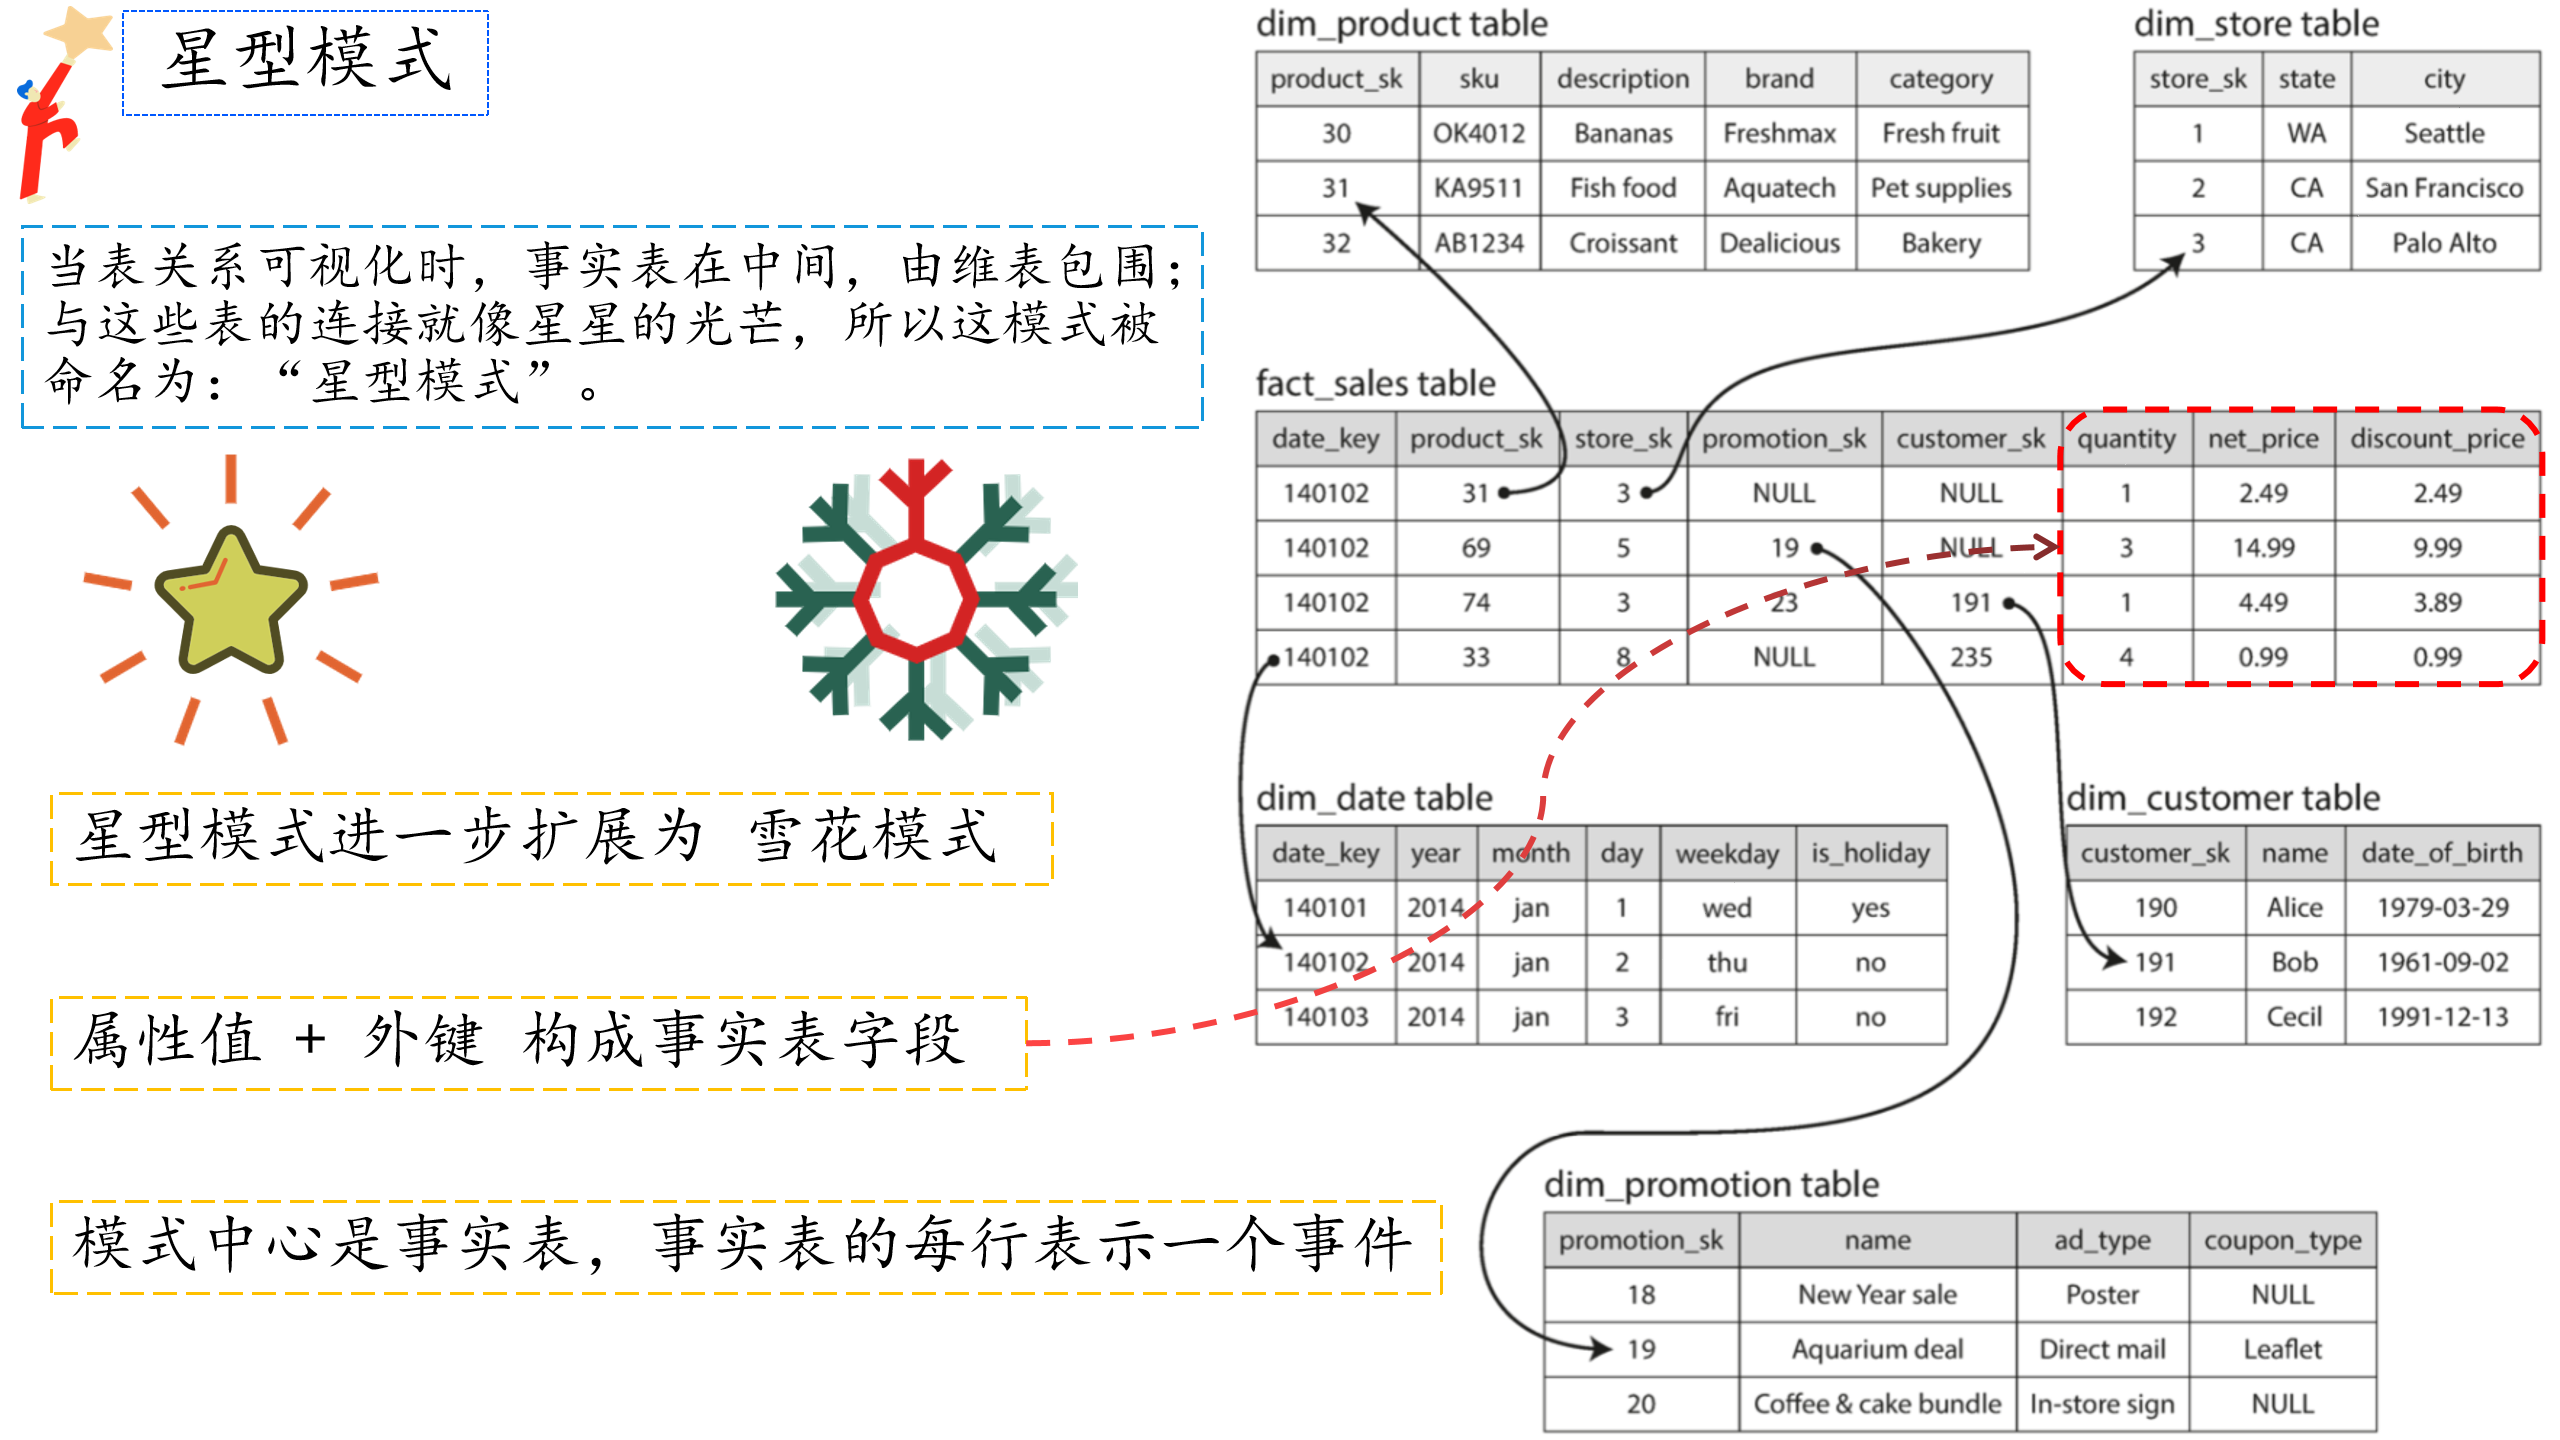 星型模式
当表关系可视化时，事实表在中间，由维表包围；
与这些表的连接就像星星的光芒，所以这模式被
命名为：“星型模式”。
星型模式进一步扩展为 雪花模式
属性值 + 外键 构成事实表字段
模式中心是事实表，事实表的每行表示一个事件
dim_product table
product_sk sku description brand category
30 OK4012 Bananas Freshmax Fresh fruit
31 KA9511 Fish food Aquatech Pet supplies
32 AB1234 Croissant Dealicious Bakery
dim_store table
store_sk state city
1 WA Seattle
2 CA San Francisco
3 CA Palo Alto
fact_sales table
date_key product_sk store_sk promotion_sk customer_sk quantity net_price discount_price
140102 31 3 NULL NULL 1 2.49 2.49
140102 69 5 19 NULL 3 14.99 9.99
140102 74 3 23 191 1 4.49 3.89
140102 33 8 NULL 235 4 0.99 0.99
dim_date table
date_key year month day weekday is_holiday
140101 2014 jan 1 wed yes
140102 2014 jan 2 thu no
140103 2014 jan 3 fri no
dim_customer table
customer_sk name date_of_birth
190 Alice 1979-03-29
191 Bob 1961-09-02
192 Cecil 1991-12-13
dim_promotion table
promotion_sk name ad_type coupon_type
18 New Year sale Poster NULL
19 Aquarium deal Direct mail Leaflet
20 Coffee & cake bundle In-store sign NULL